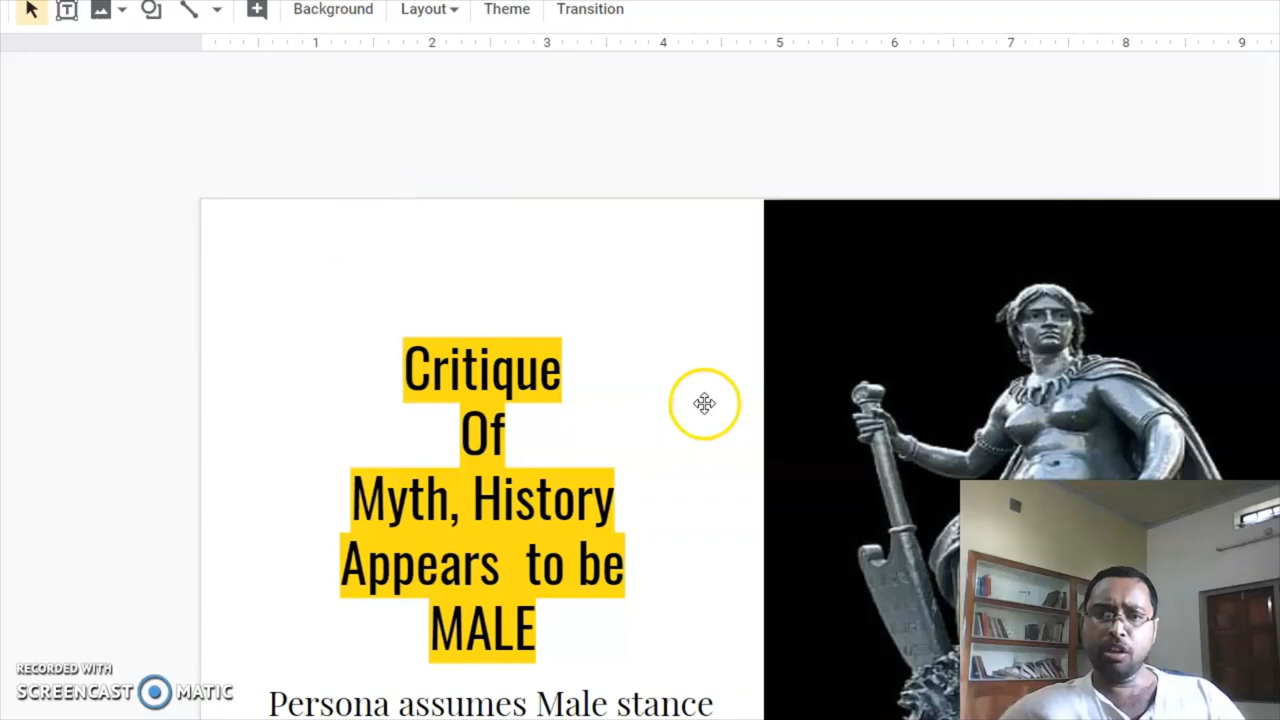 Background Layout Theme Transition
1 2 3 4 5 6 7 8 9
Critique
Of
Myth, History
Appears to be
MALE
Persona assumes Male stance
RECORDED WITH
SCREENCAST MATIC